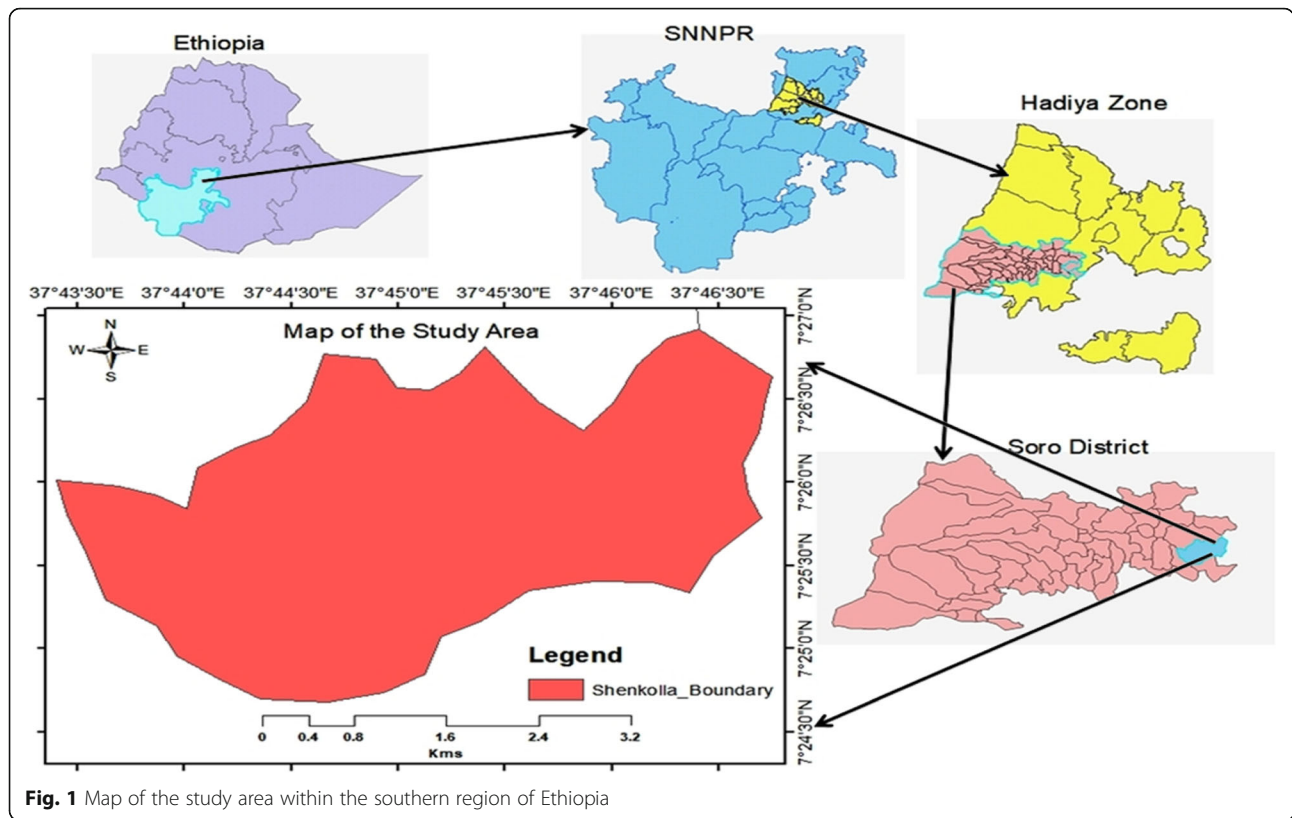 Ethiopia
SNNPR
Hadiya Zone
37°43'30"E 37°44'0"E 37°44'30"E 37°45'0"E 37°45'30"E 37°46'0"E 37°46'30"E
Map of the Study Area
N
W E
S
7°27'0"N
7°26'30"N
7°26'0"N
7°25'30"N
7°25'0"N
7°24'30"N
Soro District
Legend
Shenkolla_Boundary
0 0.4 0.8 1.6 2.4 3.2
Kms
Fig. 1 Map of the study area within the southern region of Ethiopia